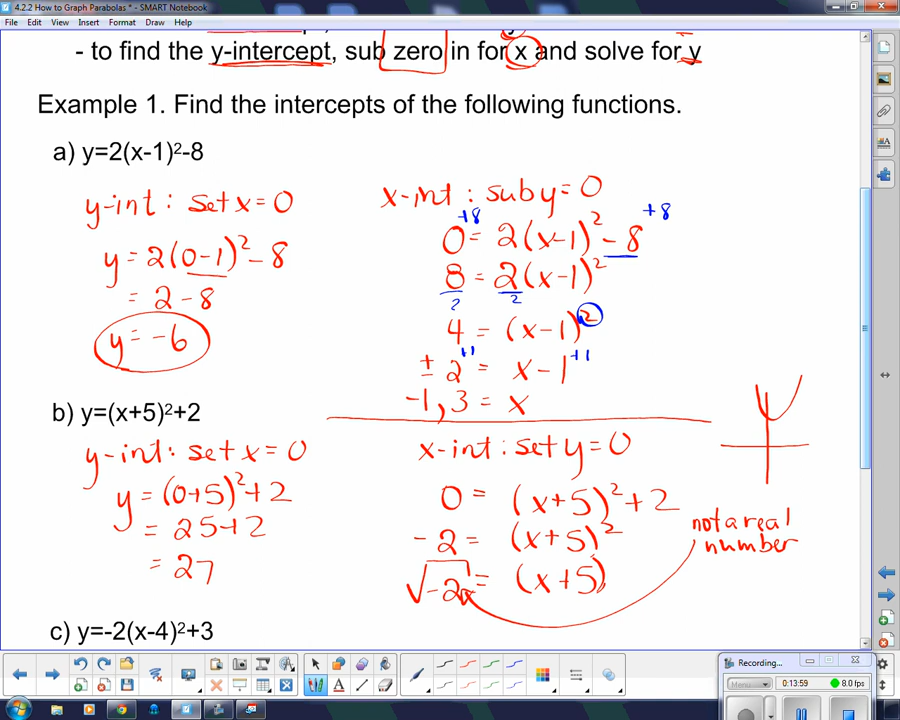 4.2.2 How to Graph Parabolas * - SMART Notebook
File Edit View Insert Format Draw Help
- to find the y-intercept, sub zero in for x and solve for y
Example 1. Find the intercepts of the following functions.
a) y=2(x-1)²-8
y-int : set x = 0
y = 2(0-1)² - 8
= 2 - 8
y = -6
x-int : sub y = 0
+8 +8
0 = 2(x-1)² - 8
8 = 2(x-1)²
2 2
4 = (x-1)²
+1 +1
± 2 = x - 1
-1, 3 = x
b) y=(x+5)²+2
y-int: set x = 0
y = (0+5)² + 2
= 25+2
= 27
x-int : set y = 0
0 = (x+5)² + 2
-2 = (x+5)²
√-2 = (x+5)
not a real
number
c) y=-2(x-4)²+3
Recording...
Menu
0:13:59
8.0 fps